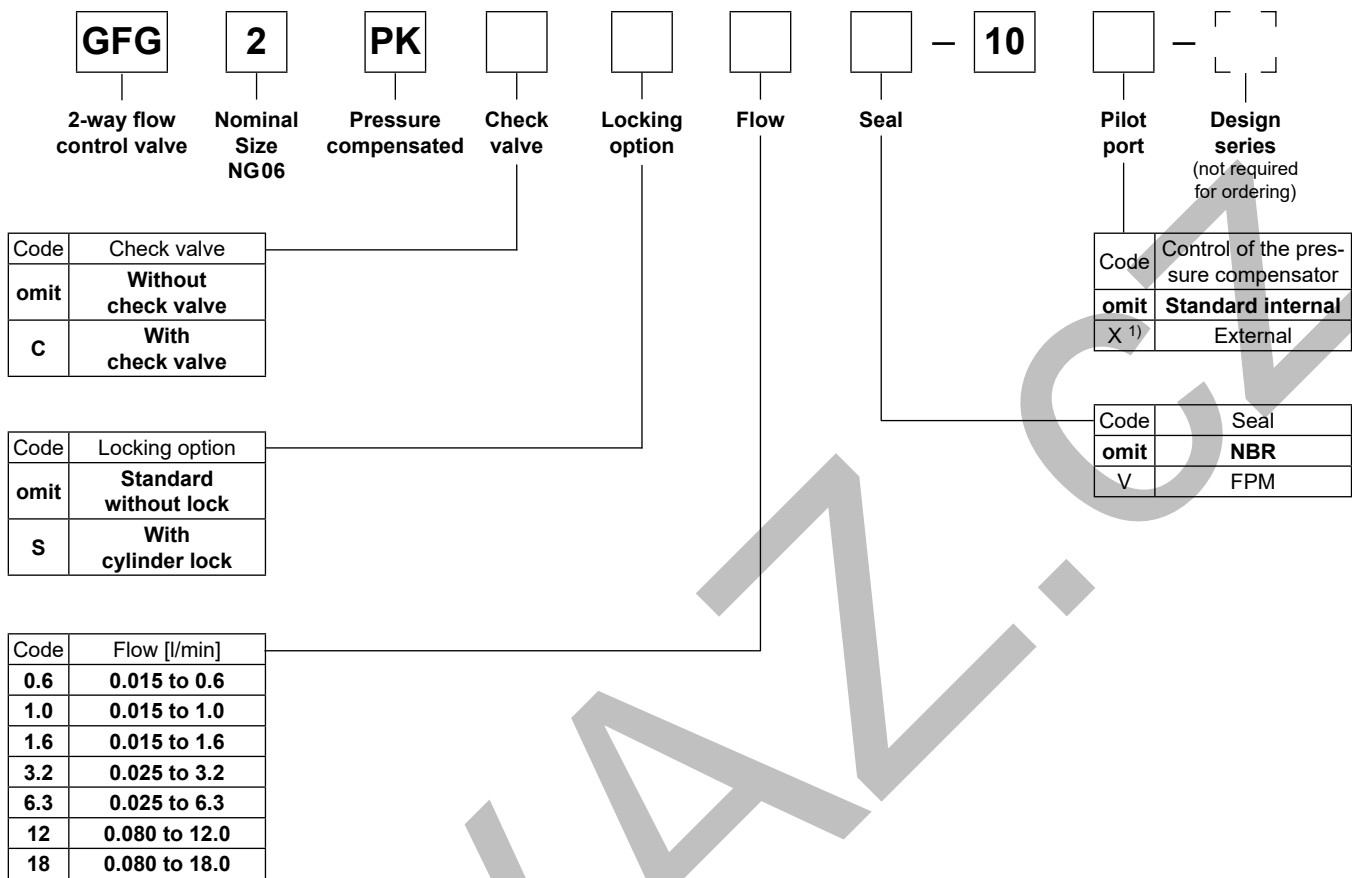 GFG 2 PK – 10 –
2-way flow control valve
Nominal Size NG06
Pressure compensated
Check valve
Locking option
Flow
Seal
Pilot port
Design series
(not required for ordering)
Code Check valve
omit Without check valve
C With check valve
Code Control of the pres-
sure compensator
omit Standard internal
X 1) External
Code Locking option
omit Standard without lock
S With cylinder lock
Code Seal
omit NBR
V FPM
Code Flow [l/min]
0.6 0.015 to 0.6
1.0 0.015 to 1.0
1.6 0.015 to 1.6
3.2 0.025 to 3.2
6.3 0.025 to 6.3
12 0.080 to 12.0
18 0.080 to 18.0
AZ.cz